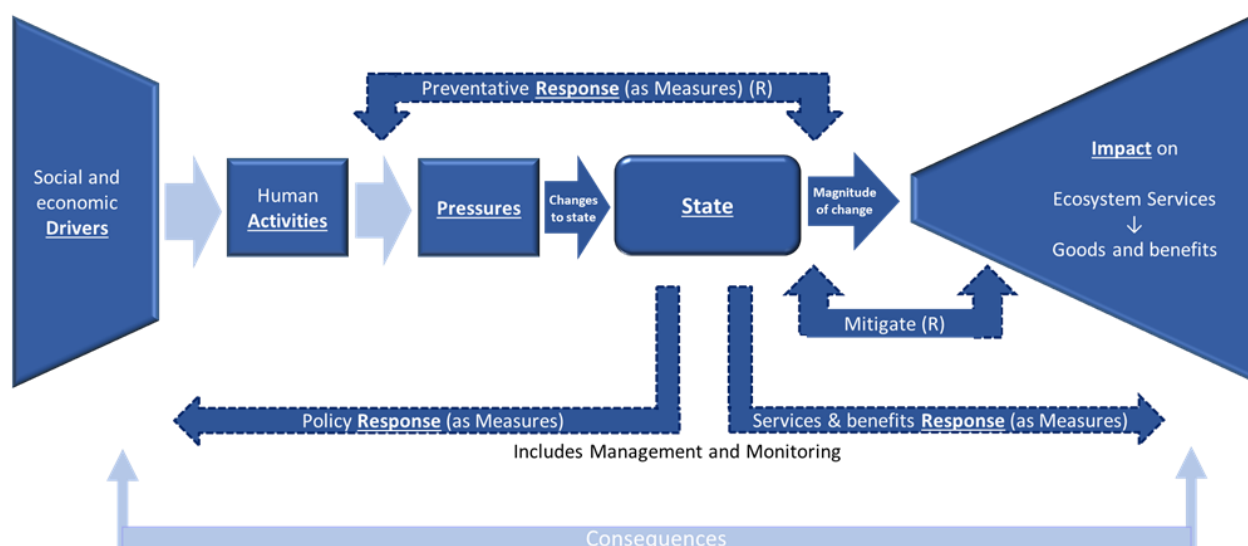 Preventative Response (as Measures) (R)
Social and
economic
Drivers
Human
Activities
Pressures
Changes
to state
State
Magnitude
of change
Impact on
Ecosystem Services
↓
Goods and benefits
Mitigate (R)
Policy Response (as Measures)
Services & benefits Response (as Measures)
Includes Management and Monitoring
Consequences